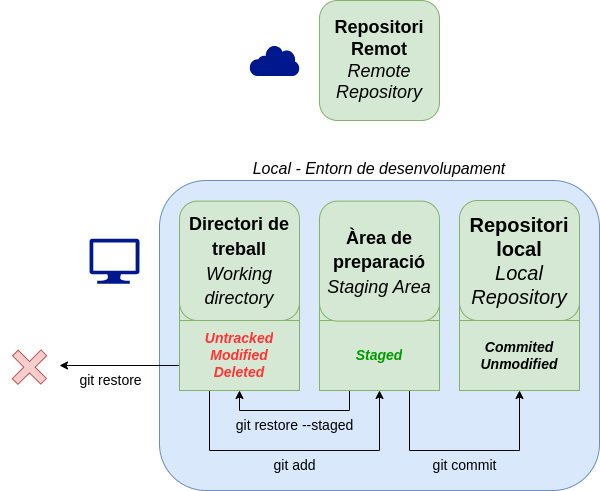 Repositori
Remot
Remote
Repository
Local - Entorn de desenvolupament
Directori de
treball
Working
directory
Àrea de
preparació
Staging Area
Repositori
local
Local
Repository
Untracked
Modified
Deleted
Staged
Commited
Unmodified
git restore
git restore --staged
git add
git commit